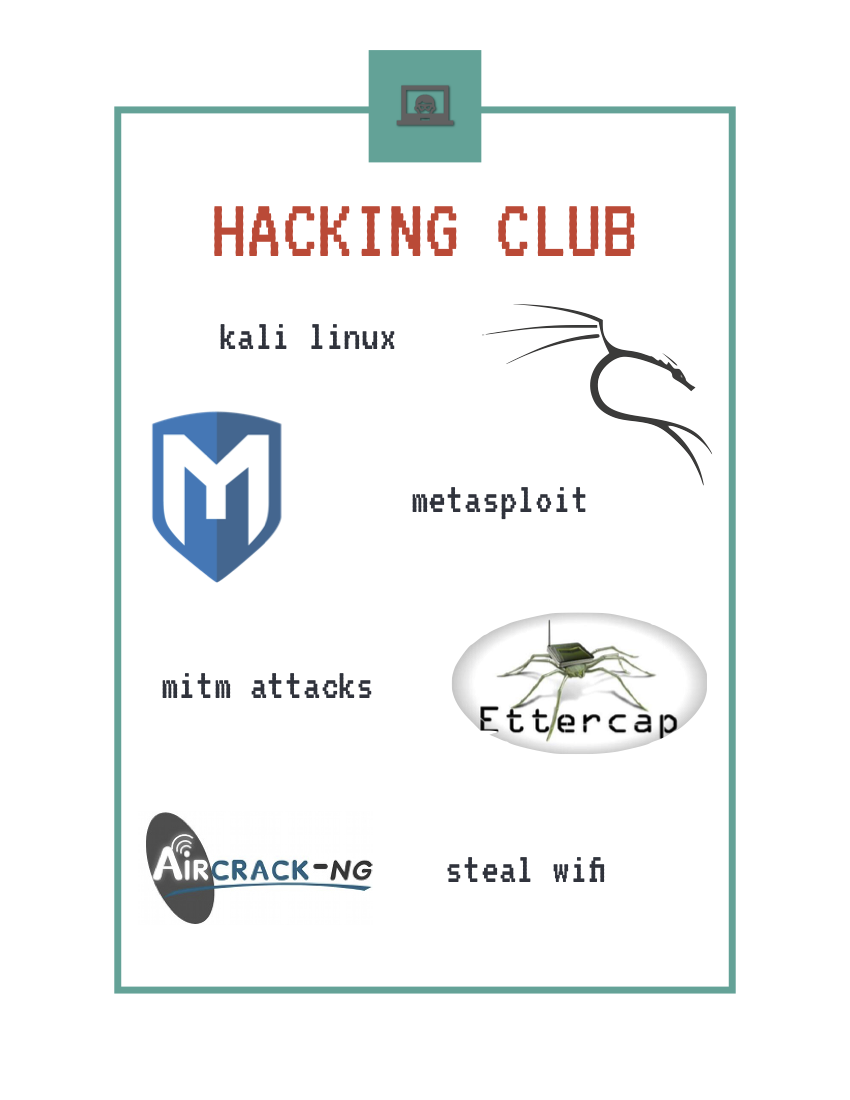 HACKING CLUB
kali linux
M
metasploit
mitm attacks
Ettercap
AIRCRACK-NG
steal wifi